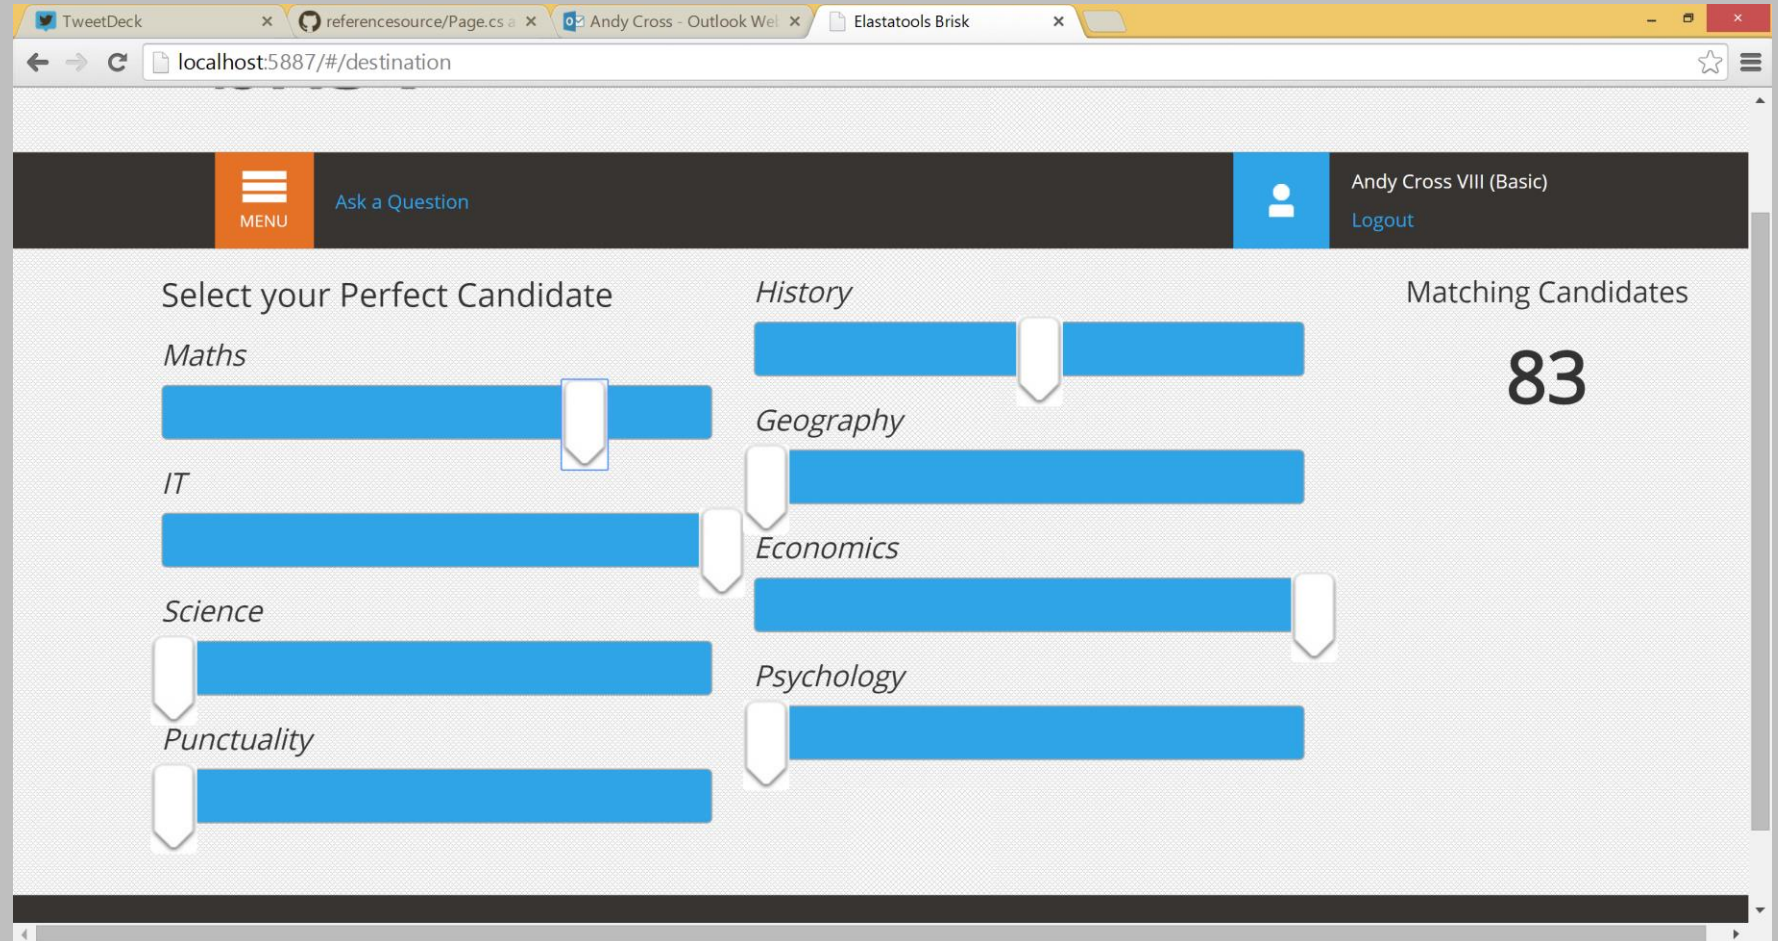 TweetDeck
referencesource/Page.cs a
Andy Cross - Outlook Wel
Elastatools Brisk
localhost:5887/#/destination
MENU
Ask a Question
Andy Cross VIII (Basic)
Logout
Select your Perfect Candidate
Maths
IT
Science
Punctuality
History
Geography
Economics
Psychology
Matching Candidates
83